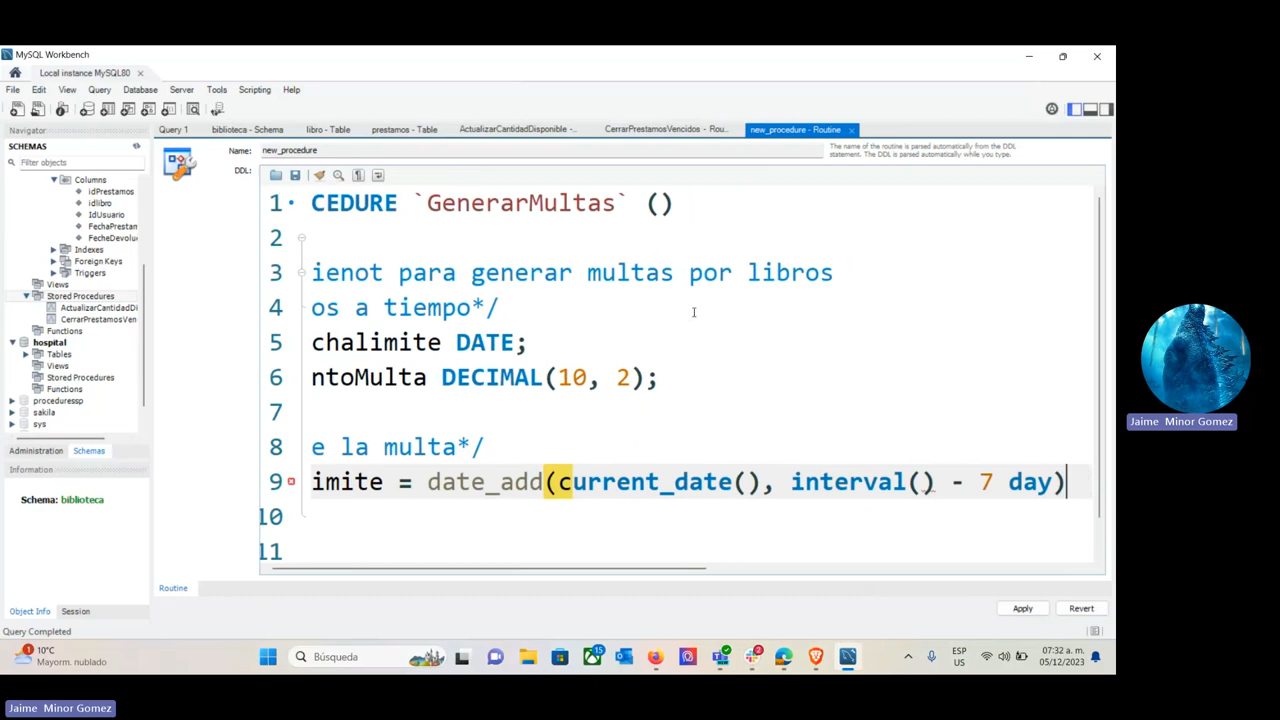 MySQL Workbench
Local instance MySQL80
File Edit View Query Database Server Tools Scripting Help
Navigator
SCHEMAS
Filter objects
Columns
idPrestamos
idlibro
IdUsuario
FechaPrestam
FecheDevolu
Indexes
Foreign Keys
Triggers
Views
Stored Procedures
ActualizarCantidadDi
CerrarPrestamosVen
Functions
hospital
Tables
Views
Stored Procedures
Functions
proceduressp
sakila
sys
Administration Schemas
Information
Schema: biblioteca
Object Info Session
Query Completed
Query 1 biblioteca - Schema libro - Table prestamos - Table ActualizarCantidadDisponible -... CerrarPrestamosVencidos - Rou... new_procedure - Routine
Name: new_procedure
The name of the routine is parsed automatically from the DDL
statement. The DDL is parsed automatically while you type.
DDL:
1 CEDURE `GenerarMultas` ()
2
3 ienot para generar multas por libros
4 os a tiempo*/
5 chalimite DATE;
6 ntoMulta DECIMAL(10, 2);
7
8 e la multa*/
9 imite = date_add(current_date(), interval() - 7 day)
10
11
Routine
Apply Revert
10°C
Mayorm. nublado
Búsqueda
15
2
ESP
US
07:32 a. m.
05/12/2023
Jaime Minor Gomez
Jaime Minor Gomez